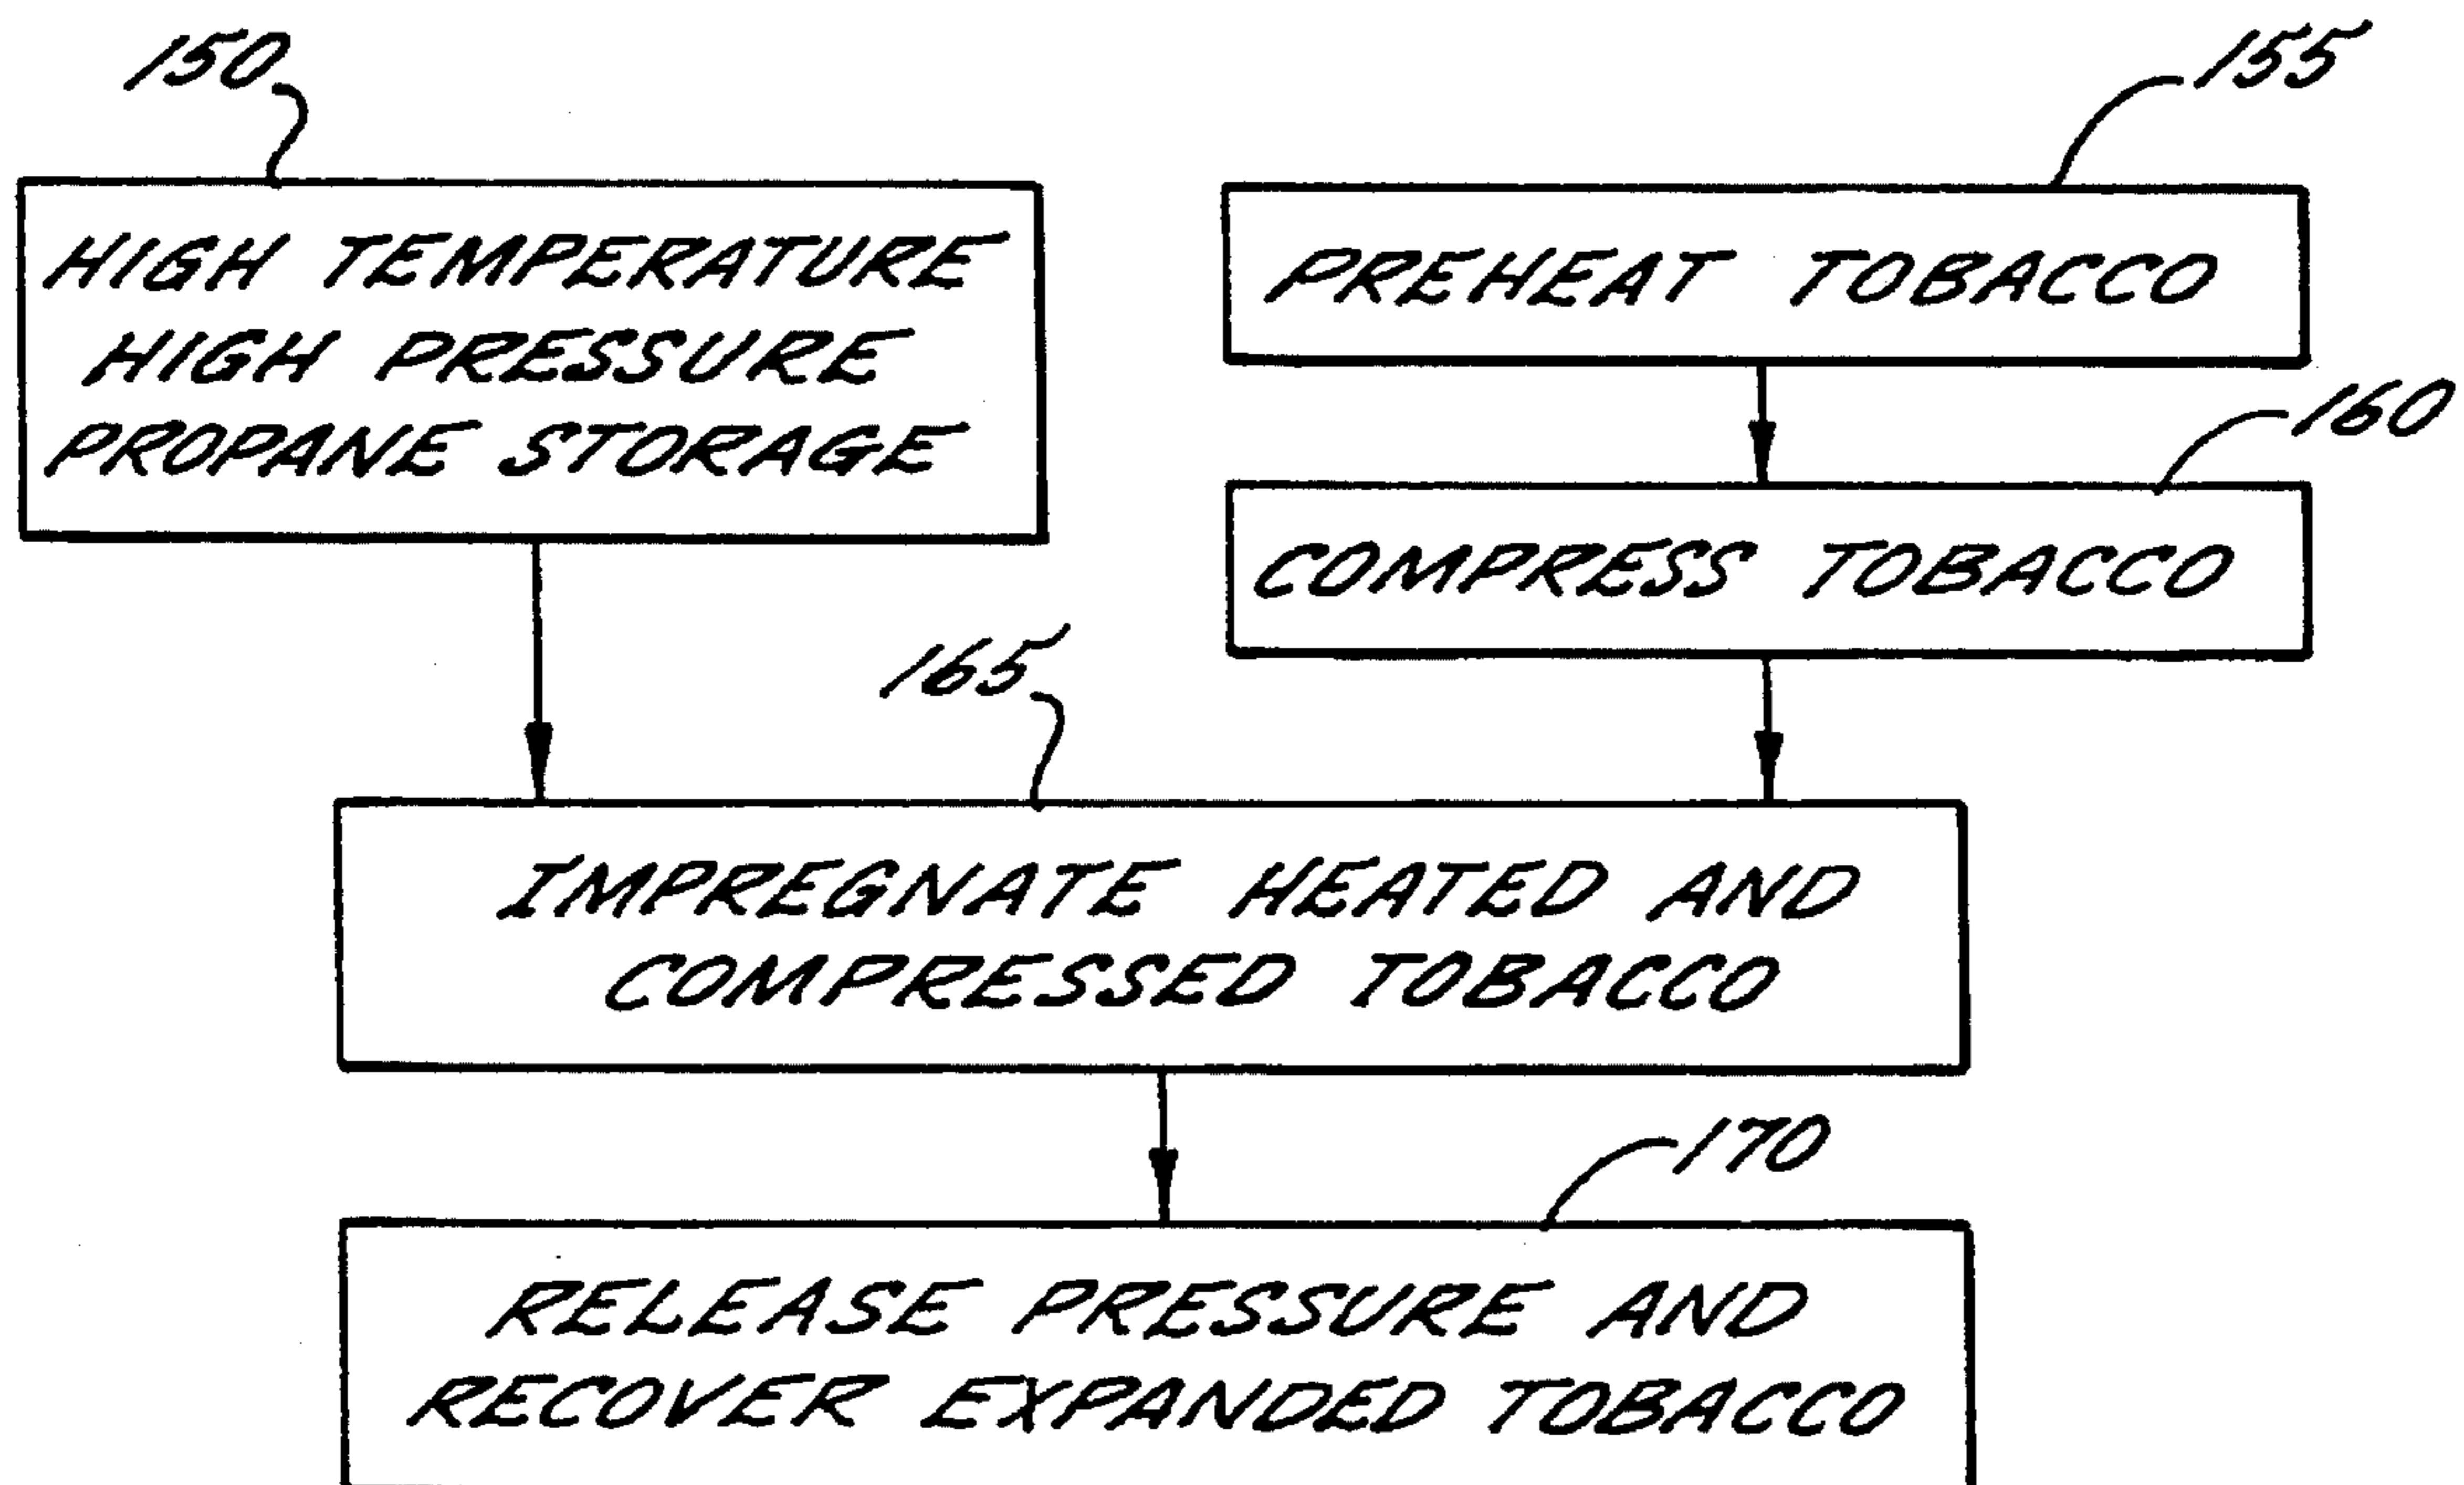 150
155
HIGH TEMPERATURE
HIGH PRESSURE
PROPANE STORAGE
PREHEAT TOBACCO
160
COMPRESS TOBACCO
165
IMPREGNATE HEATED AND
COMPRESSED TOBACCO
170
RELEASE PRESSURE AND
RECOVER EXPANDED TOBACCO